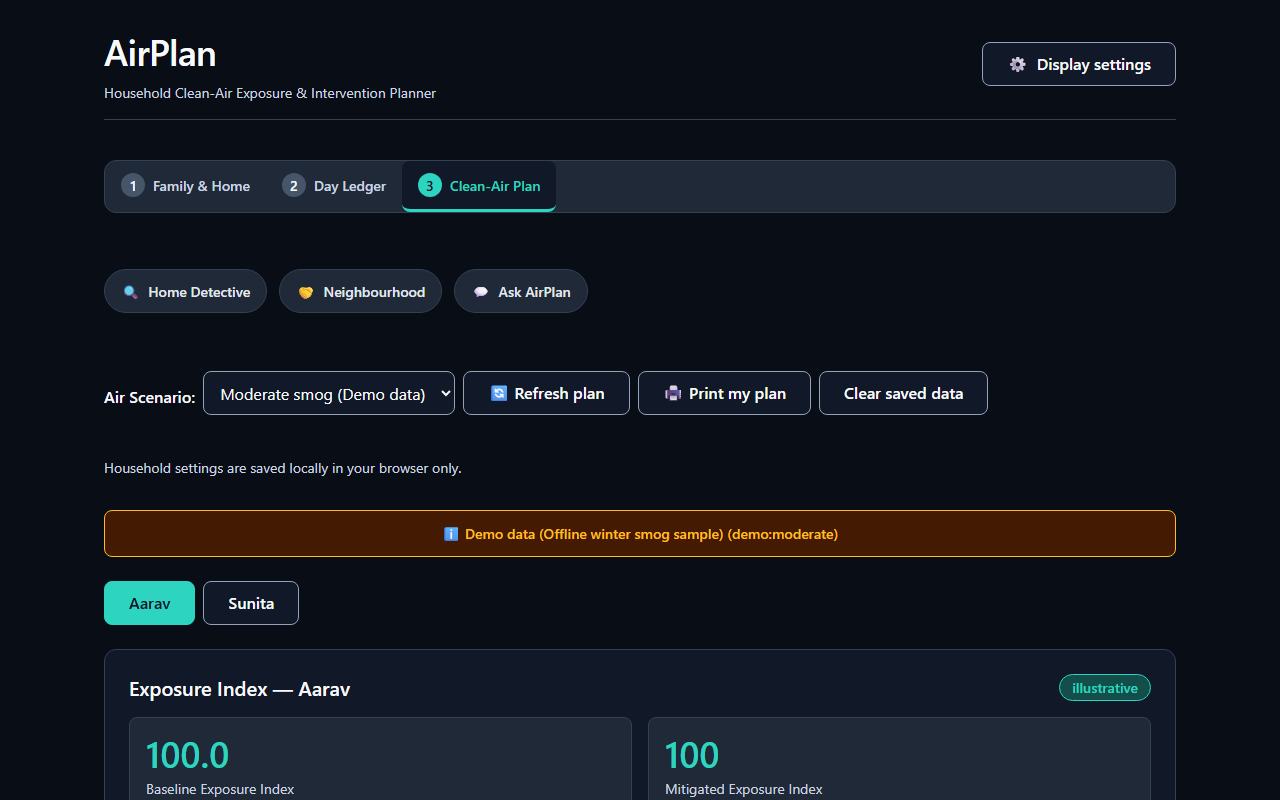 AirPlan
Household Clean-Air Exposure & Intervention Planner
Display settings
1 Family & Home
2 Day Ledger
3 Clean-Air Plan
Home Detective
Neighbourhood
Ask AirPlan
Air Scenario:
Moderate smog (Demo data)
Refresh plan
Print my plan
Clear saved data
Household settings are saved locally in your browser only.
Demo data (Offline winter smog sample) (demo:moderate)
Aarav
Sunita
Exposure Index — Aarav
illustrative
100.0
Baseline Exposure Index
100
Mitigated Exposure Index